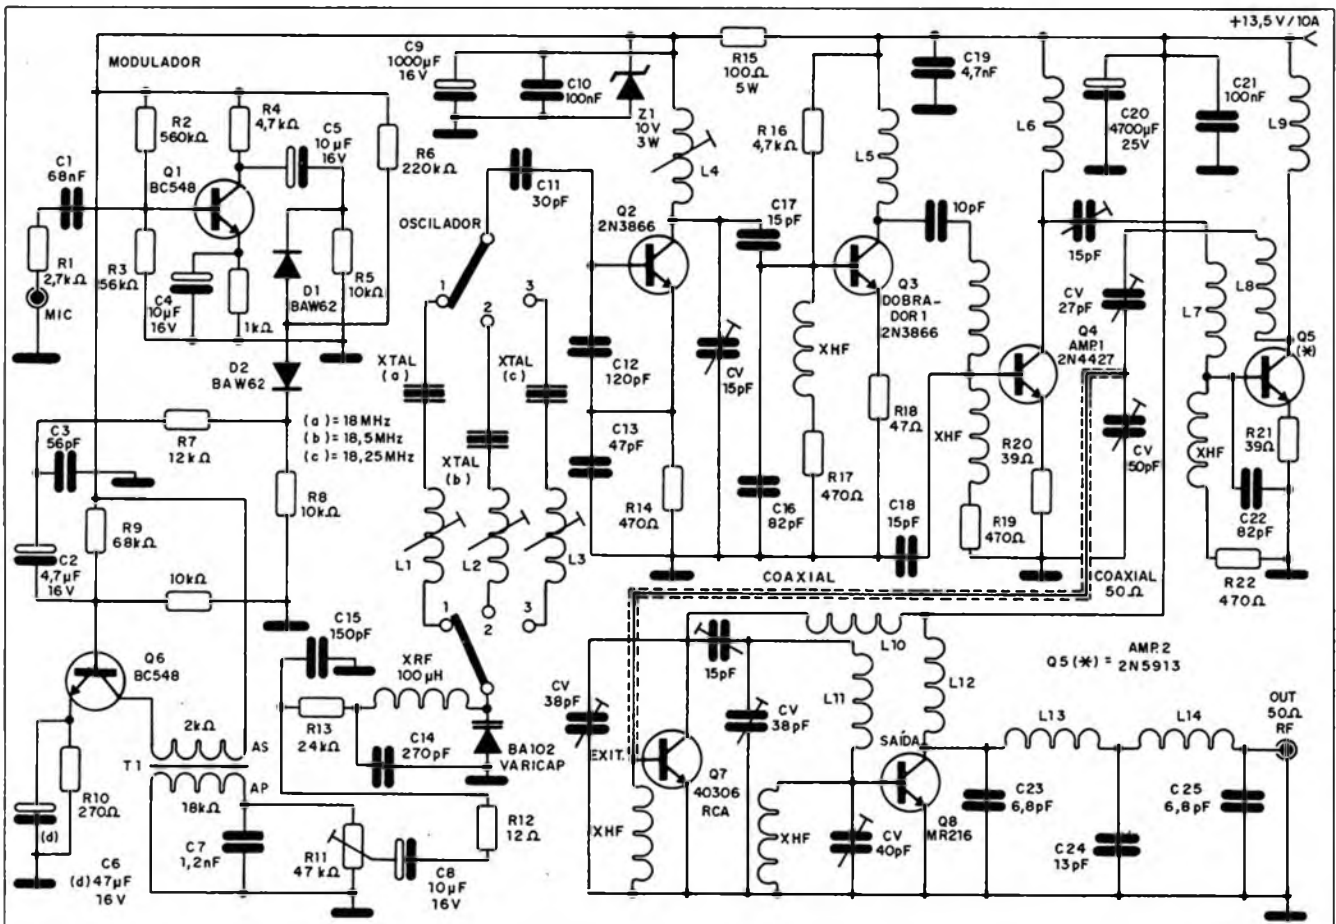 +13,5V/10A
MODULADOR
C9
1000µF
16V
C10
100nF
Z1
10V
3W
R15
100Ω
5W
C19
4,7nF
L6
C20
4700µF
25V
C21
100nF
L9
R2
560kΩ
R4
4,7kΩ
C5
10µF
16V
R6
220kΩ
C1
68nF
Q1
BC548
R1
2,7kΩ
MIC
R3
56kΩ
C4
10µF
16V
1kΩ
D1
BAW62
R5
10kΩ
D2
BAW62
OSCILADOR
C11
30pF
L4
R16
4,7kΩ
L5
Q2
2N3866
C17
15pF
10pF
15pF
CV
27pF
L7
L8
Q5
(*)
1
2
3
XTAL
(a)
XTAL
(c)
XTAL
(b)
(a)=18MHz
(b)=18,5MHz
(c)=18,25MHz
C12
120pF
C13
47pF
CV
15pF
XHF
Q3
DOBRA-
DOR 1
2N3866
R18
47Ω
Q4
AMP.1
2N4427
XHF
R20
39Ω
CV
50pF
XHF
R21
39Ω
C22
82pF
R22
470Ω
C3
56pF
R7
12kΩ
R8
10kΩ
R9
68kΩ
C2
4,7µF
16V
10kΩ
L1
L2
L3
R14
470Ω
C16
82pF
R17
470Ω
C18
15pF
R19
470Ω
COAXIAL
COAXIAL
50Ω
1
2
3
C15
150pF
Q6
BC548
XRF
100µH
R13
24kΩ
C14
270pF
BA102
VARICAP
2kΩ
AS
T1
AP
18kΩ
R10
270Ω
(d)
C6
(d)47µF
16V
C7
1,2nF
R11
47kΩ
C8
10µF
16V
R12
12Ω
CV
38pF
15pF
L10
L11
L12
CV
38pF
EXIT.
Q7
40306
RCA
XHF
XHF
SAÍDA
Q8
MR216
CV
40pF
Q5(*)=
AMP.2
2N5913
L13
L14
OUT
50Ω
RF
C23
6,8pF
C24
13pF
C25
6,8pF